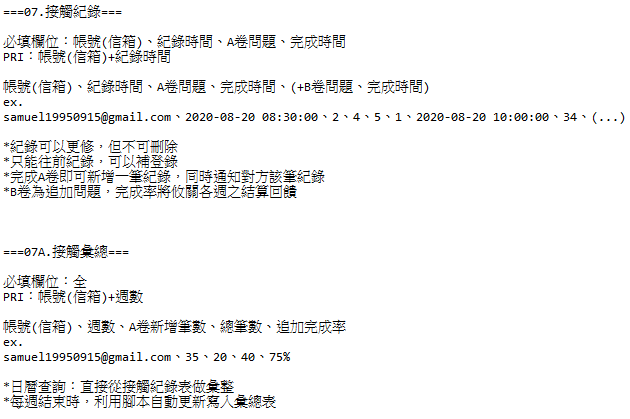 ===07.接觸紀錄===
必填欄位：帳號(信箱)、紀錄時間、A卷問題、完成時間
PRI：帳號(信箱)+紀錄時間
帳號(信箱)、紀錄時間、A卷問題、完成時間、(+B卷問題、完成時間)
ex.
samuel19950915@gmail.com、2020-08-20 08:30:00、2、4、5、1、2020-08-20 10:00:00、34、(...)
*紀錄可以更修，但不可刪除
*只能往前紀錄，可以補登錄
*完成A卷即可新增一筆紀錄，同時通知對方該筆紀錄
*B卷為追加問題，完成率將攸關各週之結算回饋
===07A.接觸彙總===
必填欄位：全
PRI：帳號(信箱)+週數
帳號(信箱)、週數、A卷新增筆數、總筆數、追加完成率
ex.
samuel19950915@gmail.com、35、20、40、75%
*日曆查詢：直接從接觸紀錄表做彙整
*每週結束時，利用腳本自動更新寫入彙總表